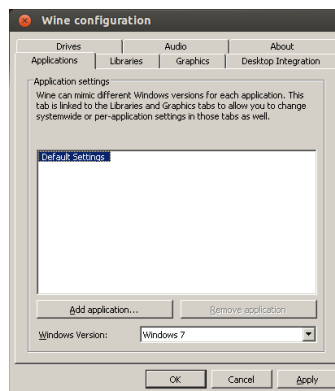 Wine configuration
Drives Audio About
Applications Libraries Graphics Desktop Integration
Application settings
Wine can mimic different Windows versions for each application. This
tab is linked to the Libraries and Graphics tabs to allow you to change
systemwide or per-application settings in those tabs as well.
Default Settings
Add application... Remove application
Windows Version: Windows 7
OK Cancel Apply